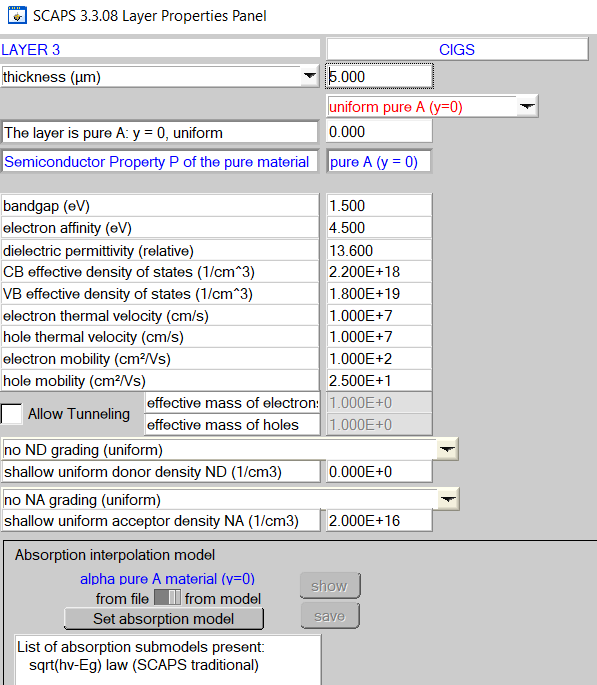 SCAPS 3.3.08 Layer Properties Panel
LAYER 3 CIGS
thickness (µm) 5.000
uniform pure A (y=0)
The layer is pure A: y = 0, uniform 0.000
Semiconductor Property P of the pure material pure A (y = 0)
bandgap (eV) 1.500
electron affinity (eV) 4.500
dielectric permittivity (relative) 13.600
CB effective density of states (1/cm^3) 2.200E+18
VB effective density of states (1/cm^3) 1.800E+19
electron thermal velocity (cm/s) 1.000E+7
hole thermal velocity (cm/s) 1.000E+7
electron mobility (cm²/Vs) 1.000E+2
hole mobility (cm²/Vs) 2.500E+1
effective mass of electrons 1.000E+0
Allow Tunneling
effective mass of holes 1.000E+0
no ND grading (uniform)
shallow uniform donor density ND (1/cm3) 0.000E+0
no NA grading (uniform)
shallow uniform acceptor density NA (1/cm3) 2.000E+16
Absorption interpolation model
alpha pure A material (y=0)
show
from file from model
Set absorption model save
List of absorption submodels present:
sqrt(hv-Eg) law (SCAPS traditional)